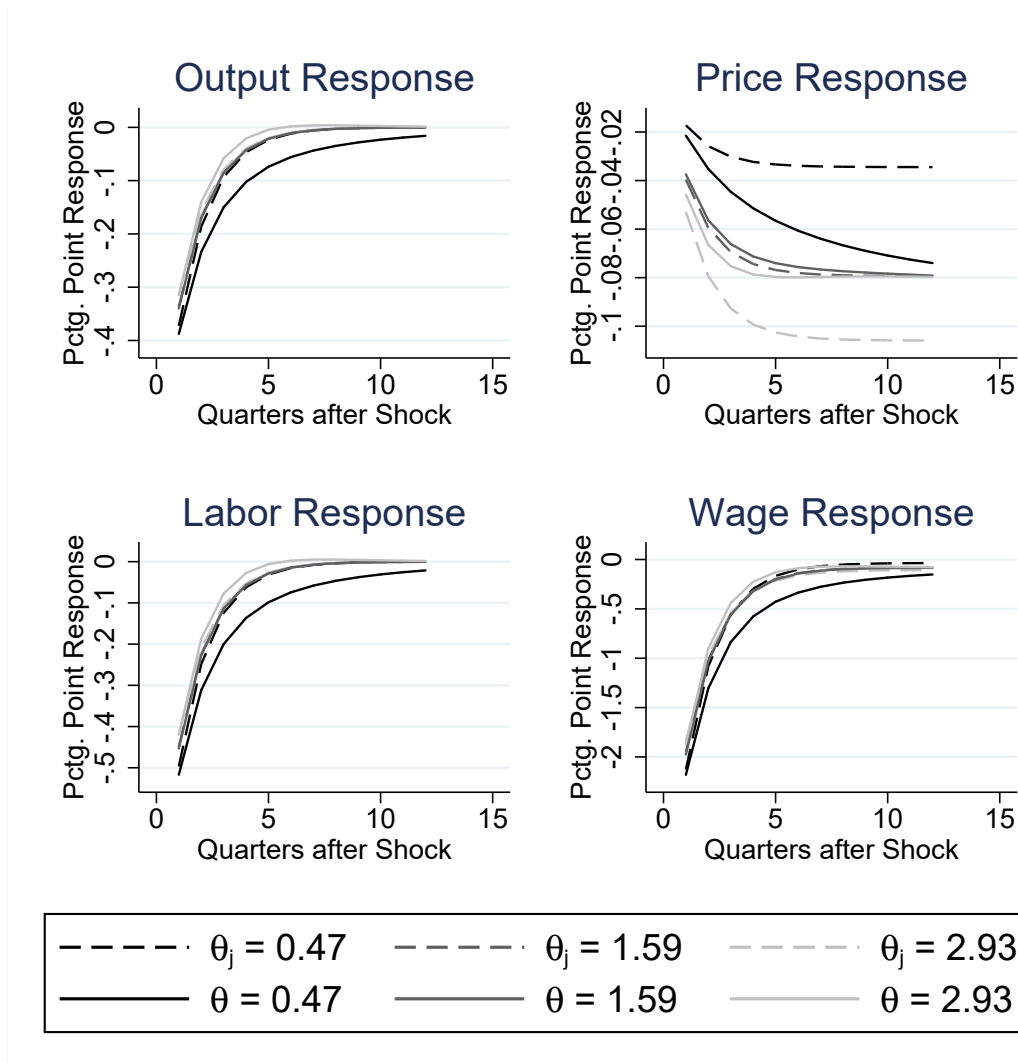 Output Response
Pctg. Point Response
0
-.1
-.2
-.3
-.4
0 5 10 15
Quarters after Shock
Price Response
Pctg. Point Response
-.02
-.04
-.06
-.08
-.1
0 5 10 15
Quarters after Shock
Labor Response
Pctg. Point Response
0
-.1
-.2
-.3
-.4
-.5
0 5 10 15
Quarters after Shock
Wage Response
Pctg. Point Response
0
-.5
-1
-1.5
-2
0 5 10 15
Quarters after Shock
θj = 0.47 θj = 1.59 θj = 2.93
θ = 0.47 θ = 1.59 θ = 2.93